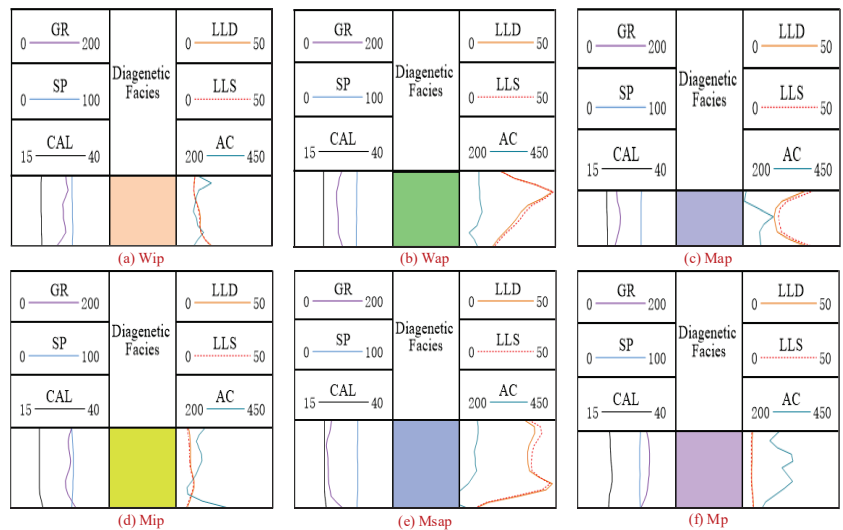 GR
0 200
SP
0 100
CAL
15 40
Diagenetic
Facies
LLD
0 50
LLS
0 50
AC
200 450
(a) Wip
GR
0 200
SP
0 100
CAL
15 40
Diagenetic
Facies
LLD
0 50
LLS
0 50
AC
200 450
(b) Wap
GR
0 200
SP
0 100
CAL
15 40
Diagenetic
Facies
LLD
0 50
LLS
0 50
AC
200 450
(c) Map
GR
0 200
SP
0 100
CAL
15 40
Diagenetic
Facies
LLD
0 50
LLS
0 50
AC
200 450
(d) Mip
GR
0 200
SP
0 100
CAL
15 40
Diagenetic
Facies
LLD
0 50
LLS
0 50
AC
200 450
(e) Msap
GR
0 200
SP
0 100
CAL
15 40
Diagenetic
Facies
LLD
0 50
LLS
0 50
AC
200 450
(f) Mp